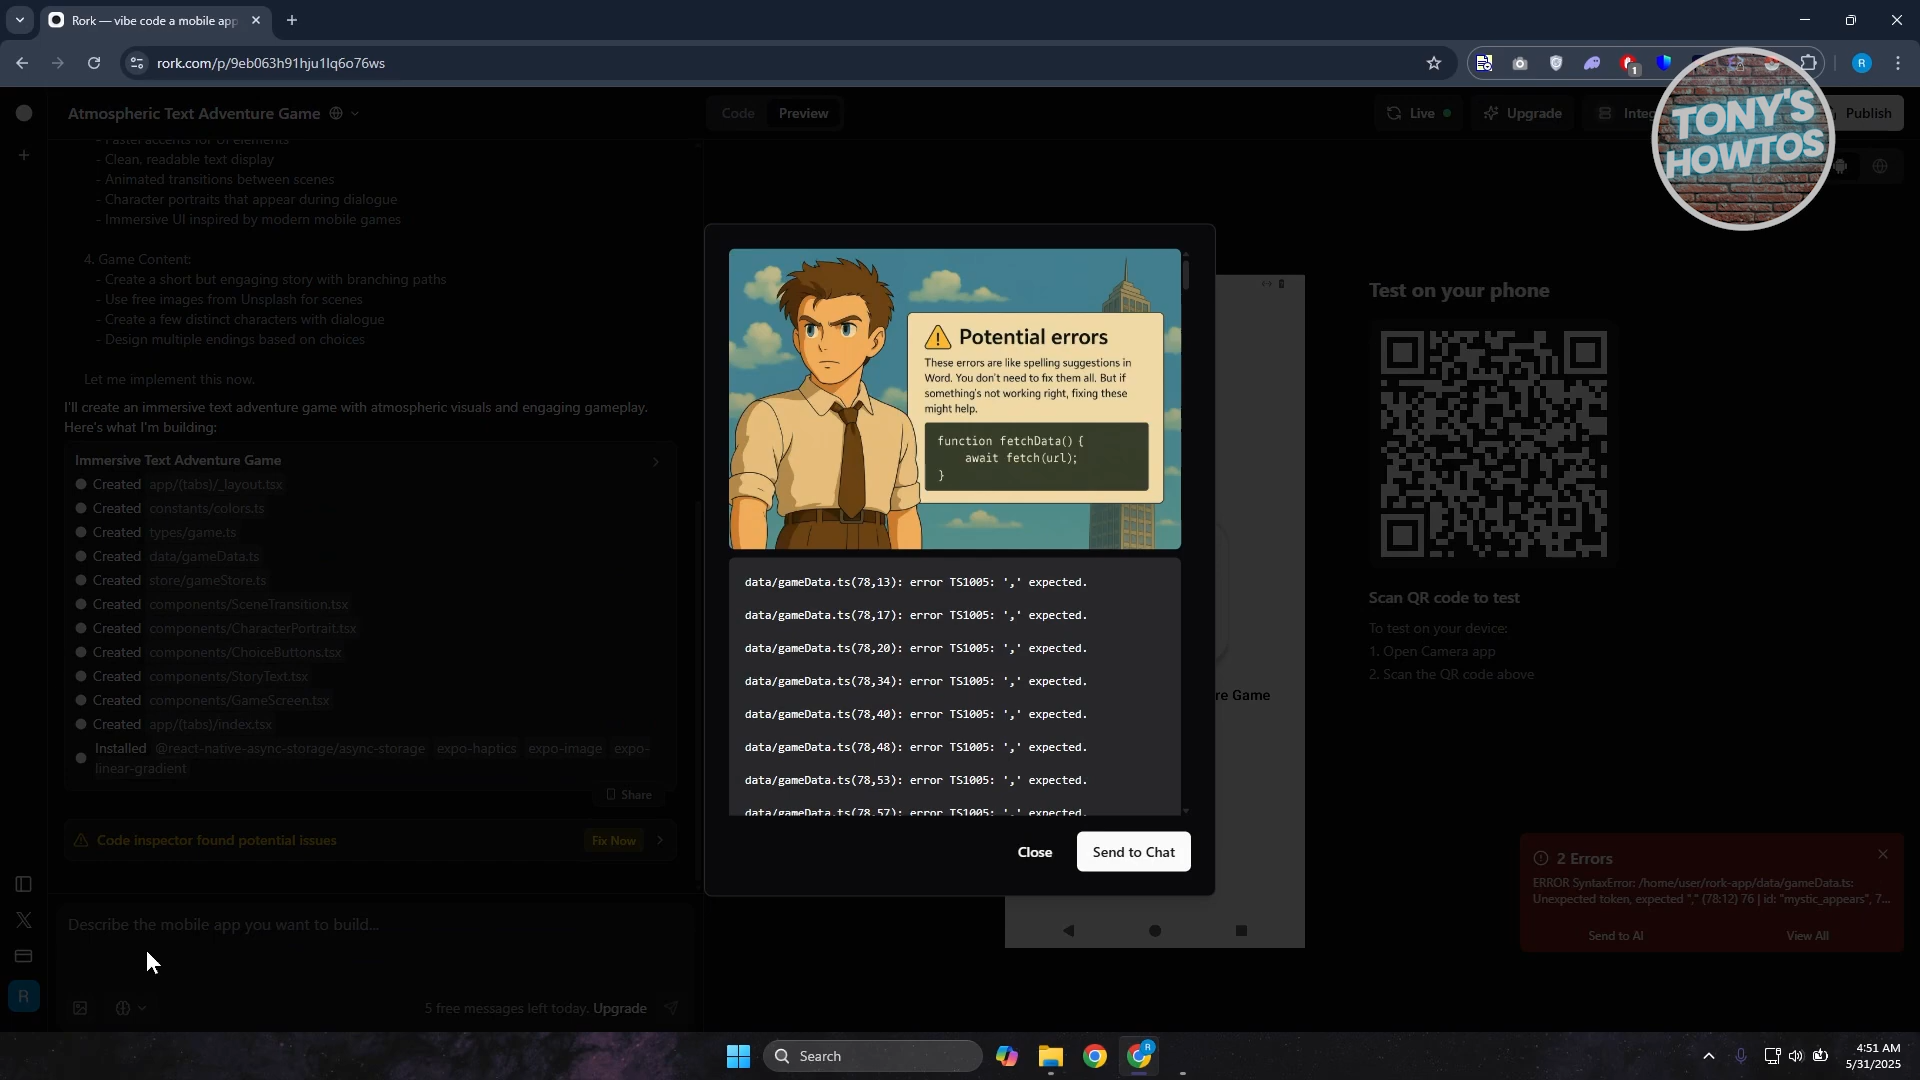 Rork — vibe code a mobile app
rork.com/p/9eb063h91hju1lq6o76ws
1
R
TONY'S
HOWTOS
Atmospheric Text Adventure Game
Code
Preview
Live
Upgrade
Publish
- Clean, readable text display
- Animated transitions between scenes
- Character portraits that appear during dialogue
- Immersive UI inspired by modern mobile games
4. Game Content:
- Create a short but engaging story with branching paths
- Use free images from Unsplash for scenes
- Create a few distinct characters with dialogue
- Design multiple endings based on choices
Let me implement this now.
I'll create an immersive text adventure game with atmospheric visuals and engaging gameplay.
Here's what I'm building:
Immersive Text Adventure Game
Created app/(tabs)/_layout.tsx
Created constants/colors.ts
Created types/game.ts
Created data/gameData.ts
Created store/gameStore.ts
Created components/SceneTransition.tsx
Created components/CharacterPortrait.tsx
Created components/ChoiceButtons.tsx
Created components/StoryText.tsx
Created components/GameScreen.tsx
Created app/(tabs)/index.tsx
Installed @react-native-async-storage/async-storage expo-haptics expo-image expo-
linear-gradient
Share
Code inspector found potential issues
Fix Now
Describe the mobile app you want to build...
5 free messages left today. Upgrade
R
Potential errors
These errors are like spelling suggestions in
Word. You don't need to fix them all. But if
something's not working right, fixing these
might help.
function fetchData() {
await fetch(url);
}
data/gameData.ts(78,13): error TS1005: ',' expected.
data/gameData.ts(78,17): error TS1005: ',' expected.
data/gameData.ts(78,20): error TS1005: ',' expected.
data/gameData.ts(78,34): error TS1005: ',' expected.
data/gameData.ts(78,40): error TS1005: ',' expected.
data/gameData.ts(78,48): error TS1005: ',' expected.
data/gameData.ts(78,53): error TS1005: ',' expected.
data/gameData.ts(78,57): error TS1005: ',' expected.
Close
Send to Chat
re Game
Test on your phone
Scan QR code to test
To test on your device:
1. Open Camera app
2. Scan the QR code above
2 Errors
ERROR SyntaxError: /home/user/rork-app/data/gameData.ts:
Unexpected token, expected "," (78:12) 76 | id: "mystic_appears", 7...
Send to AI
View All
Search
R
4:51 AM
5/31/2025